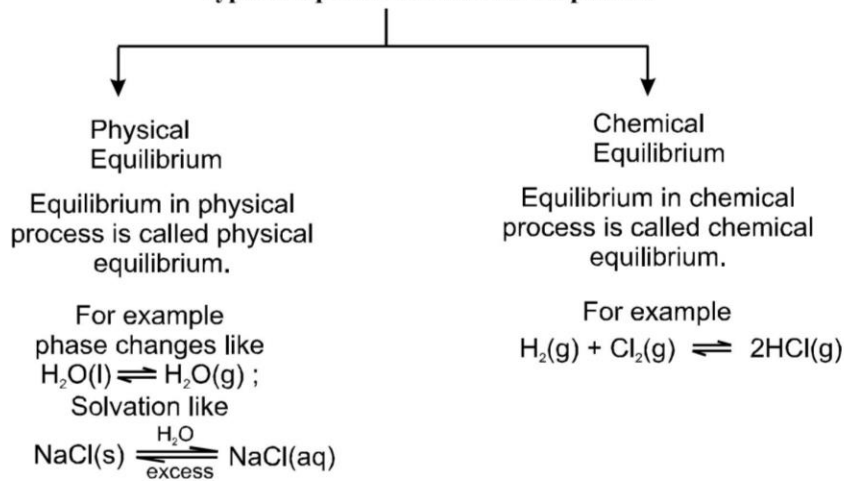 Physical
Equilibrium
Equilibrium in physical
process is called physical
equilibrium.
For example
phase changes like
H₂O(l) ⇌ H₂O(g) ;
Solvation like
H₂O
NaCl(s) ⇌ NaCl(aq)
excess
Chemical
Equilibrium
Equilibrium in chemical
process is called chemical
equilibrium.
For example
H₂(g) + Cl₂(g) ⇌ 2HCl(g)